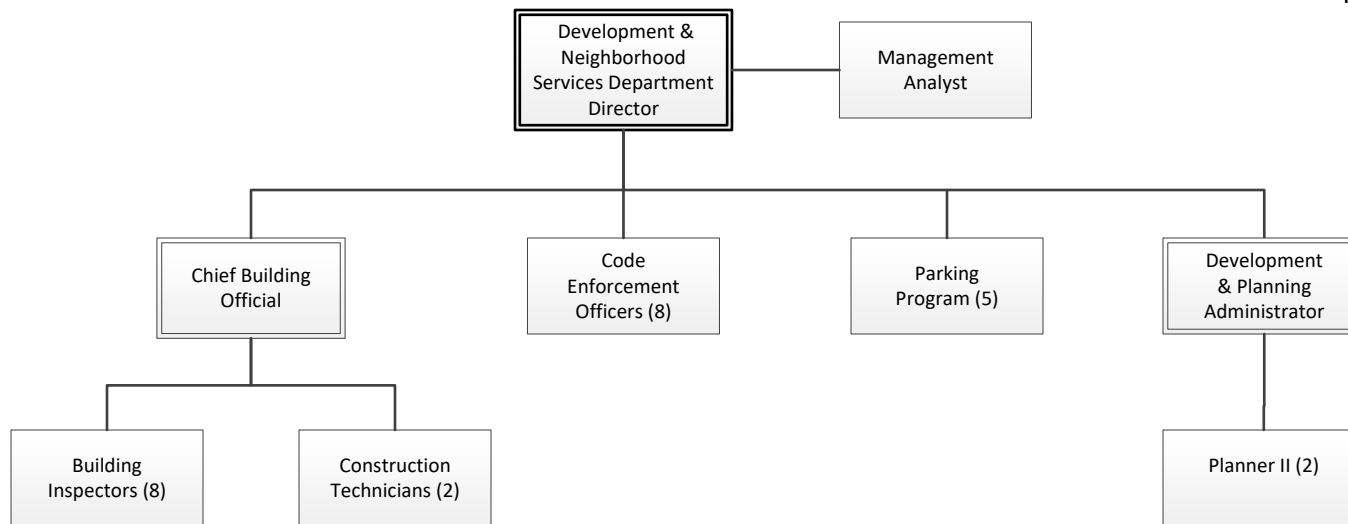 Development &
Neighborhood
Services Department
Director
Management
Analyst
Chief Building
Official
Code
Enforcement
Officers (8)
Parking
Program (5)
Development
& Planning
Administrator
Building
Inspectors (8)
Construction
Technicians (2)
Planner II (2)